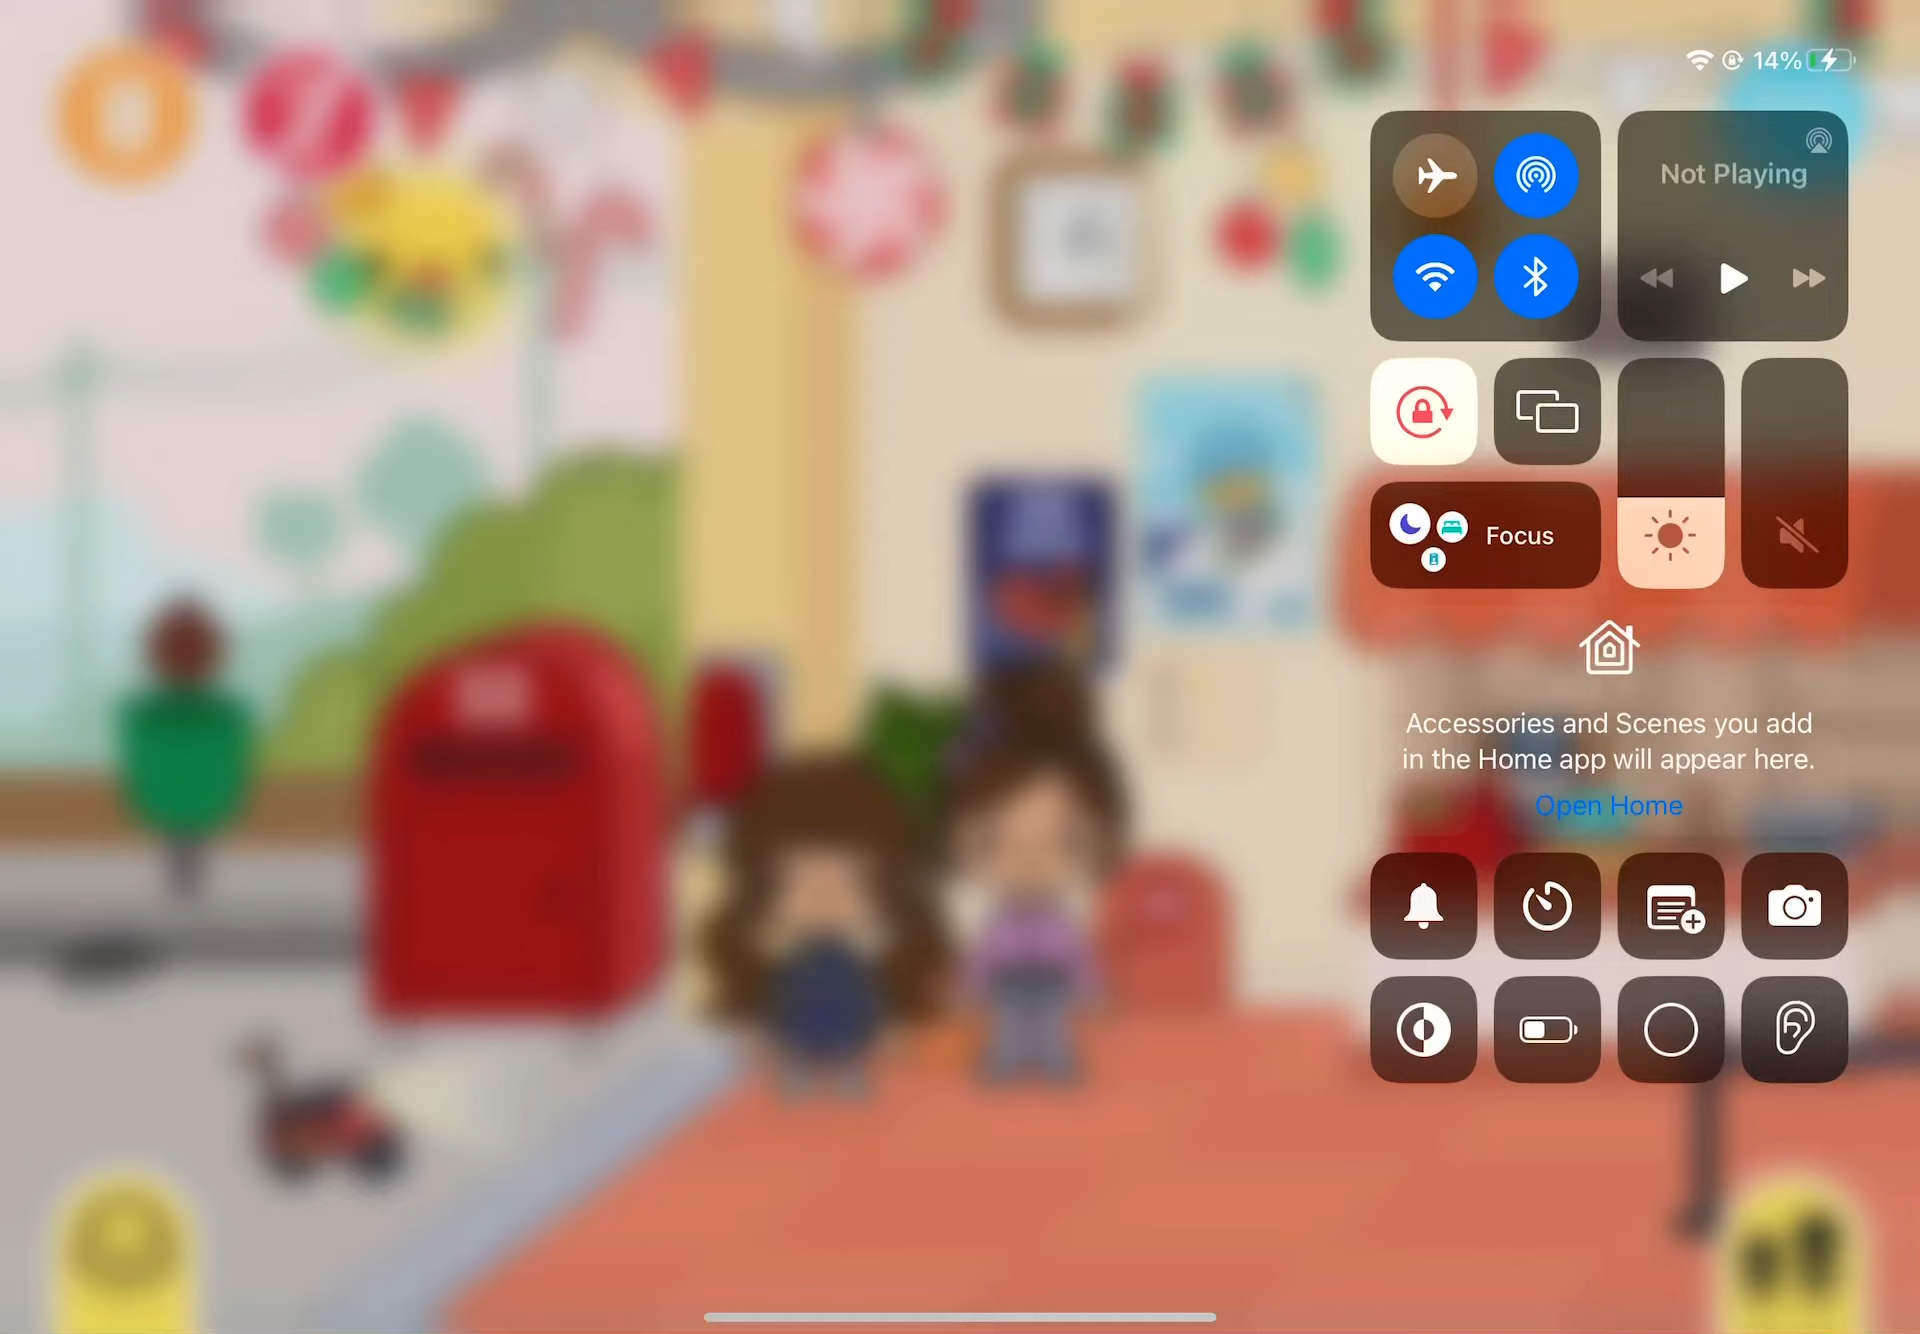 14%
Not Playing
Focus
Accessories and Scenes you add
in the Home app will appear here.
Open Home